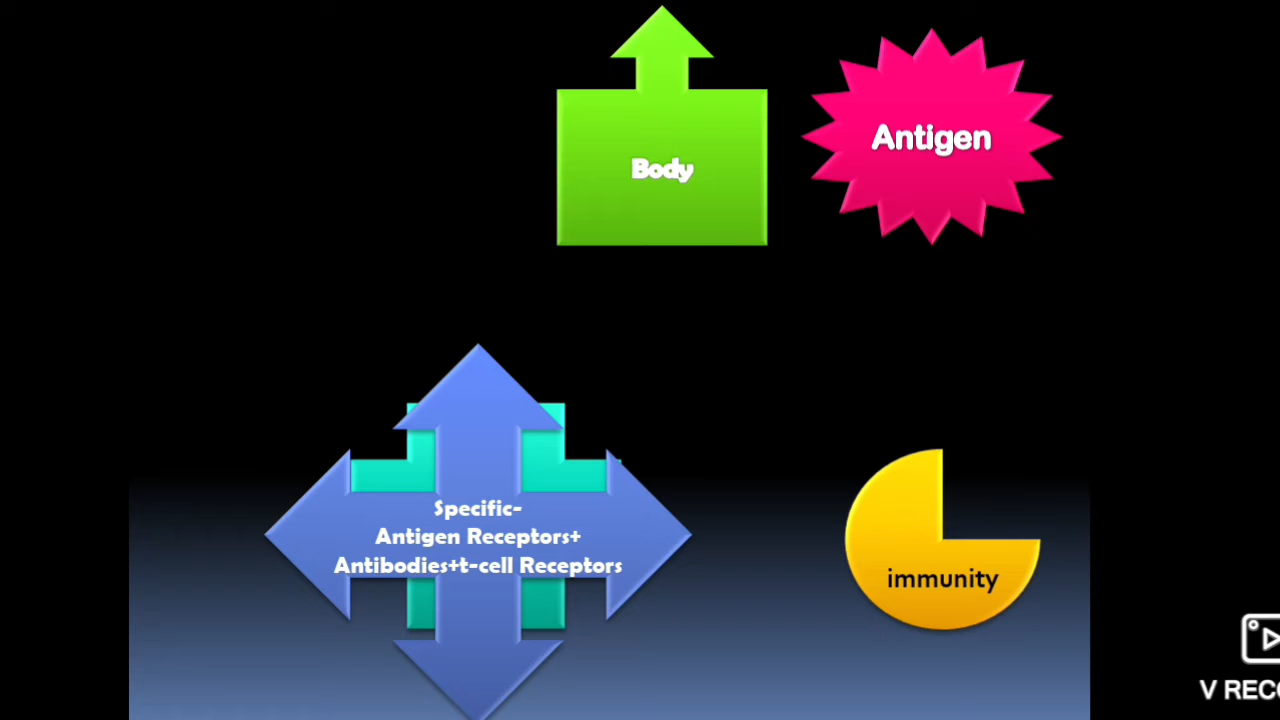 Body
Antigen
Specific-
Antigen Receptors+
Antibodies+t-cell Receptors
immunity